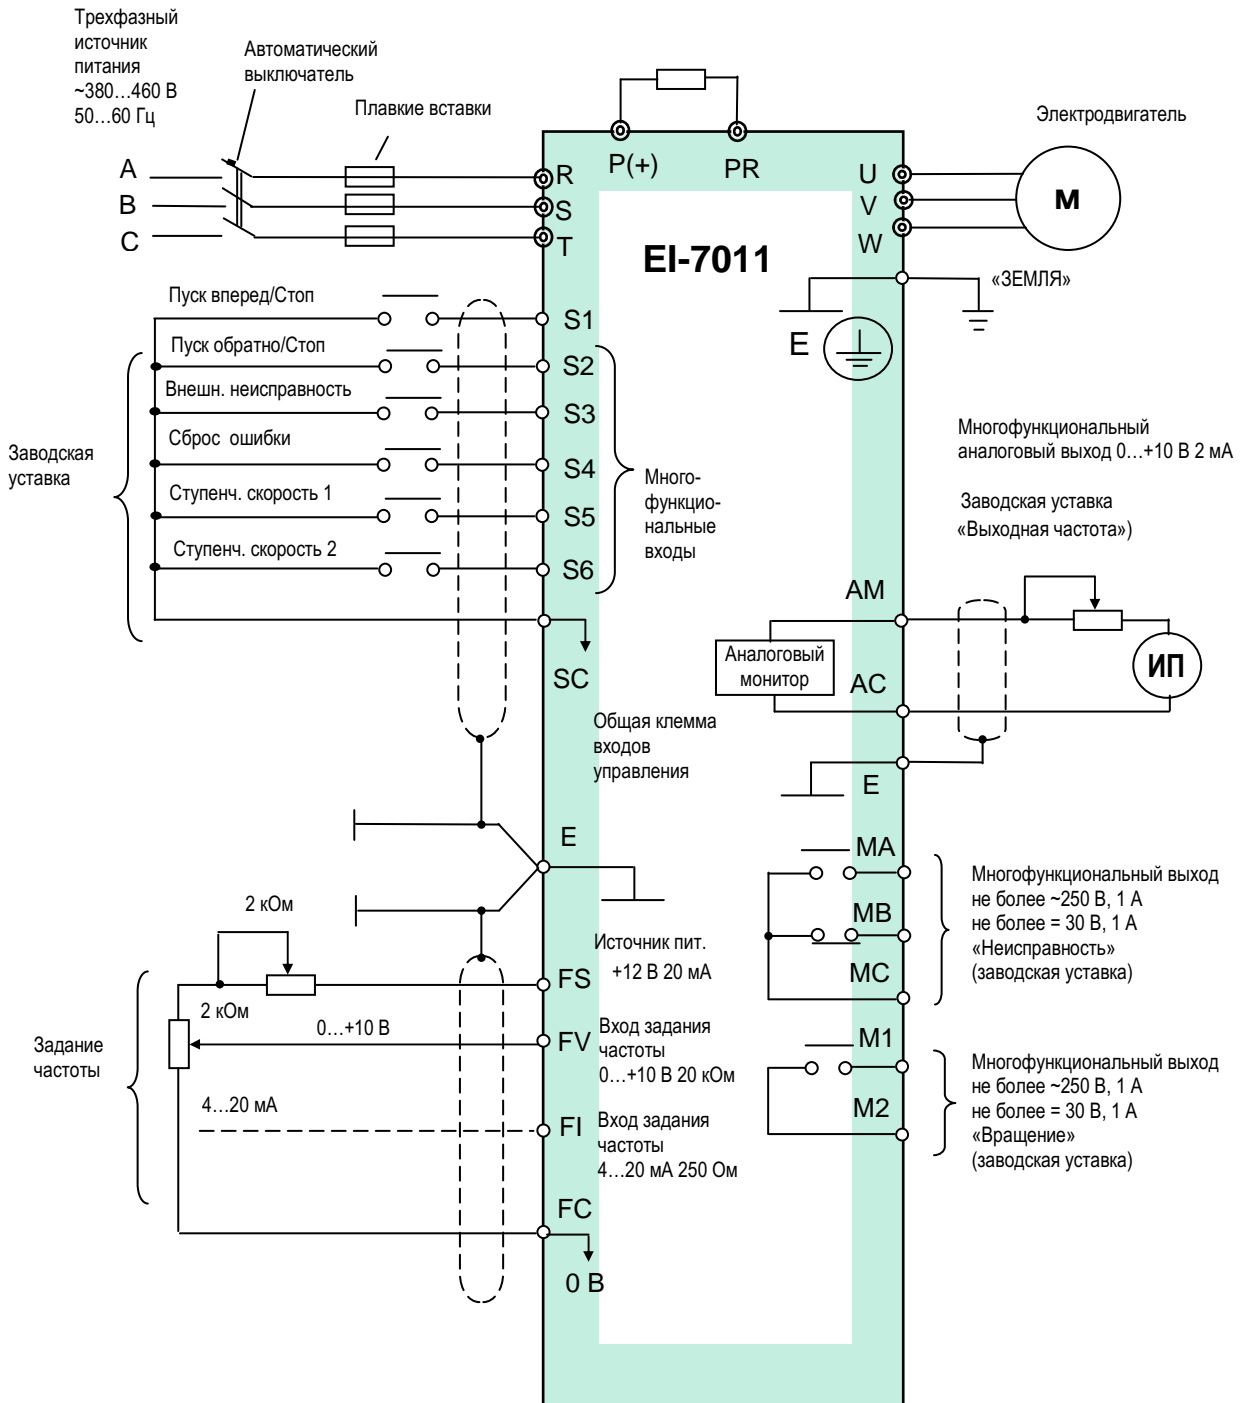 Трехфазный
источник
питания
~380…460 В
50…60 Гц
Автоматический
выключатель
Плавкие вставки
Электродвигатель
A
B
C
R
S
T
P(+)
PR
U
V
W
M
EI-7011
«ЗЕМЛЯ»
E
Пуск вперед/Стоп
S1
Пуск обратно/Стоп
S2
Внешн. неисправность
S3
Сброс ошибки
S4
Ступенч. скорость 1
S5
Ступенч. скорость 2
S6
Заводская
уставка
Много-
функцио-
нальные
входы
SC
Общая клемма
входов
управления
Многофункциональный
аналоговый выход 0…+10 В 2 мА
Заводская уставка
«Выходная частота»)
AM
Аналоговый
монитор
AC
ИП
E
E
MA
MB
MC
Многофункциональный выход
не более ~250 В, 1 А
не более = 30 В, 1 А
«Неисправность»
(заводская уставка)
M1
M2
Многофункциональный выход
не более ~250 В, 1 А
не более = 30 В, 1 А
«Вращение»
(заводская уставка)
2 кОм
Источник пит.
+12 В 20 мА
FS
2 кОм
0…+10 В
FV
Вход задания
частоты
0…+10 В 20 кОм
Задание
частоты
4…20 мА
FI
Вход задания
частоты
4…20 мА 250 Ом
FC
0 В